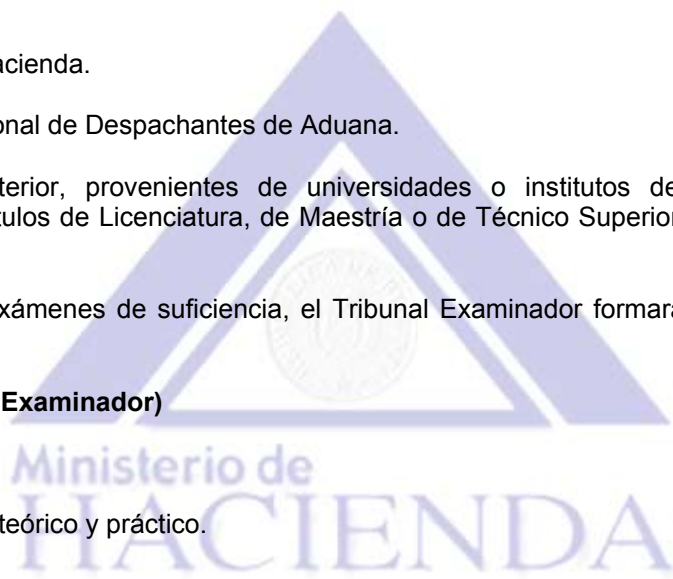 acienda.
onal de Despachantes de Aduana.
terior, provenientes de universidades o institutos de
tulos de Licenciatura, de Maestría o de Técnico Superior
xámenes de suficiencia, el Tribunal Examinador formará
Examinador)
Ministerio de
teórico y práctico.
HACIENDA